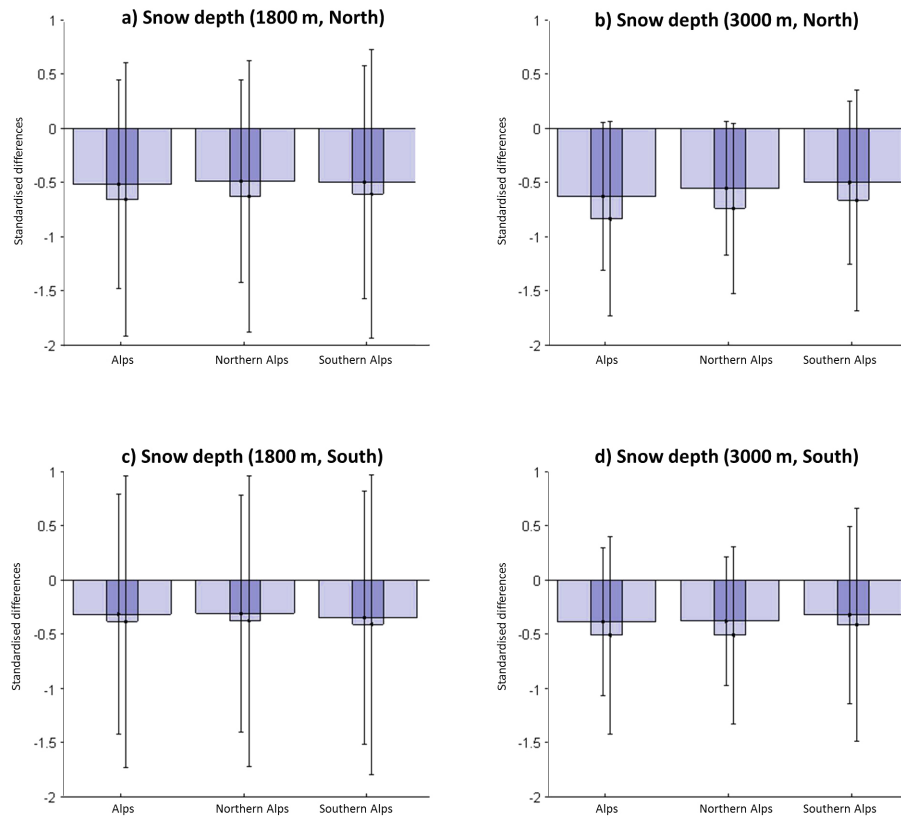 a) Snow depth (1800 m, North)
1
0.5
0
-0.5
-1
-1.5
-2
Standardised differences
Alps
Northern Alps
Southern Alps
b) Snow depth (3000 m, North)
1
0.5
0
-0.5
-1
-1.5
-2
Standardised differences
Alps
Northern Alps
Southern Alps
c) Snow depth (1800 m, South)
1
0.5
0
-0.5
-1
-1.5
-2
Standardised differences
Alps
Northern Alps
Southern Alps
d) Snow depth (3000 m, South)
1
0.5
0
-0.5
-1
-1.5
-2
Standardised differences
Alps
Northern Alps
Southern Alps